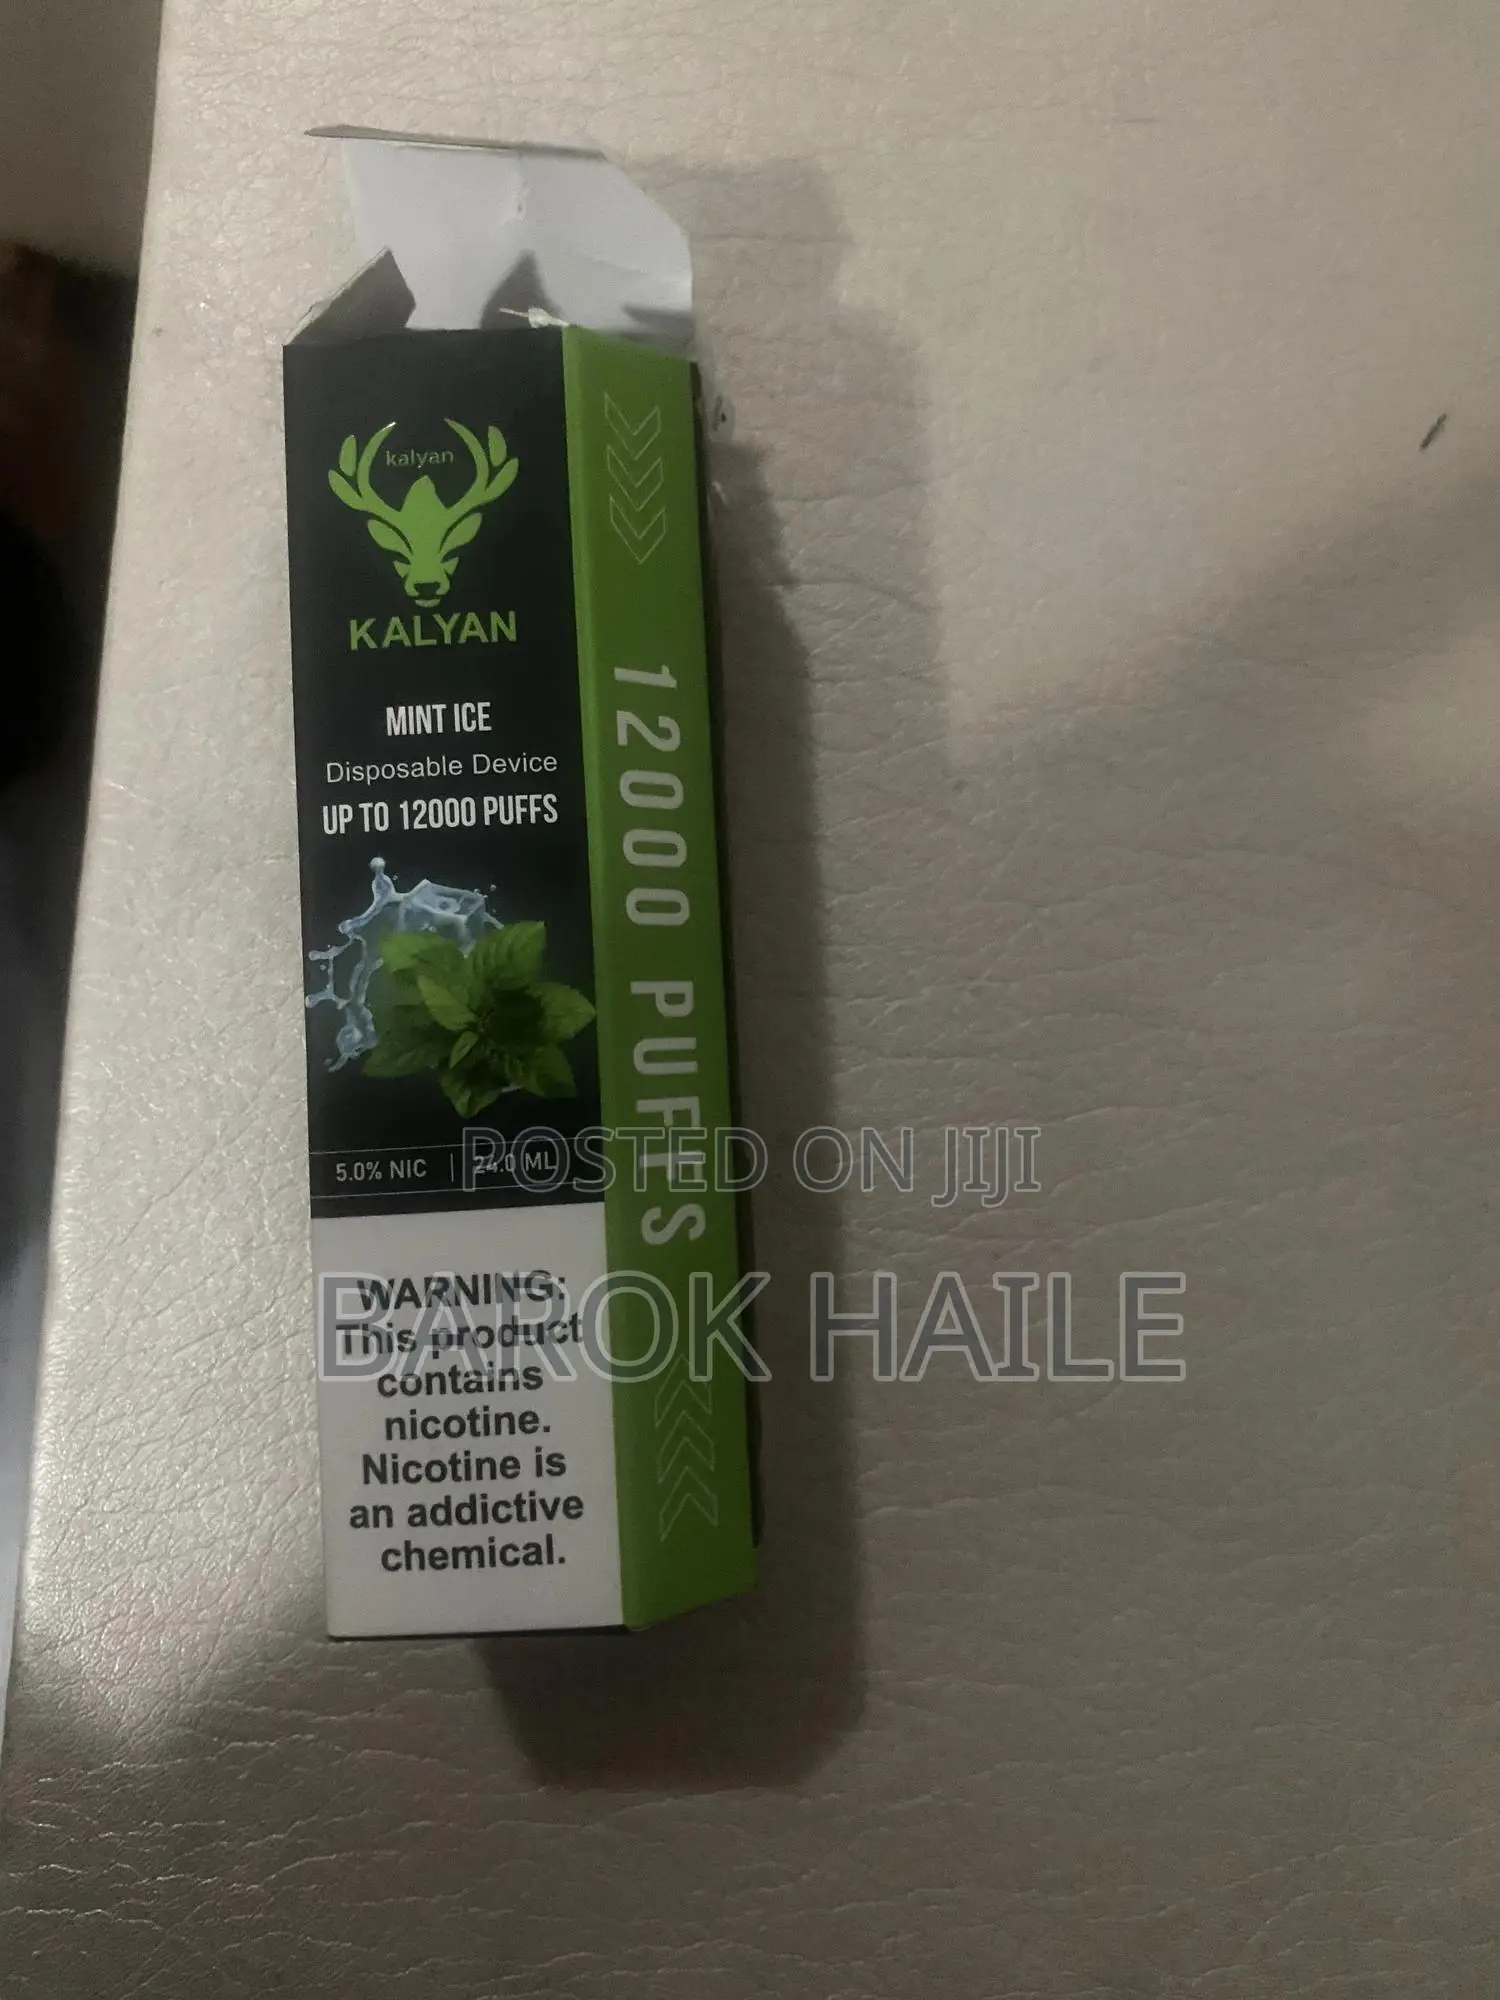 kalyan
KALYAN
MINT ICE
Disposable Device
UP TO 12000 PUFFS
5.0% NIC | 24.0 ML
WARNING:
This product
contains
nicotine.
Nicotine is
an addictive
chemical.
12000 PUFFS
POSTED ON JIJI
BAROK HAILE